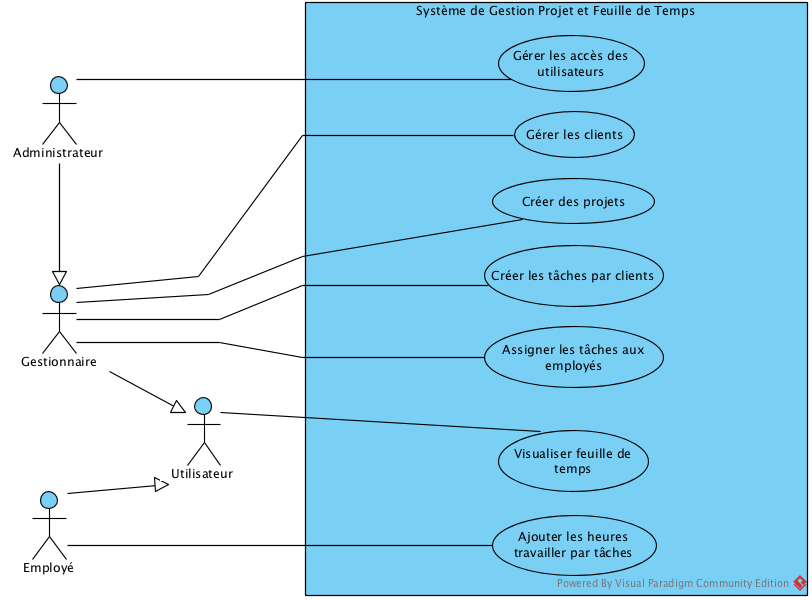 Système de Gestion Projet et Feuille de Temps
Gérer les accès des
utilisateurs
Administrateur
Gérer les clients
Créer des projets
Créer les tâches par clients
Gestionnaire
Assigner les tâches aux
employés
Utilisateur
Visualiser feuille de
temps
Employé
Ajouter les heures
travailler par tâches
Powered By Visual Paradigm Community Edition